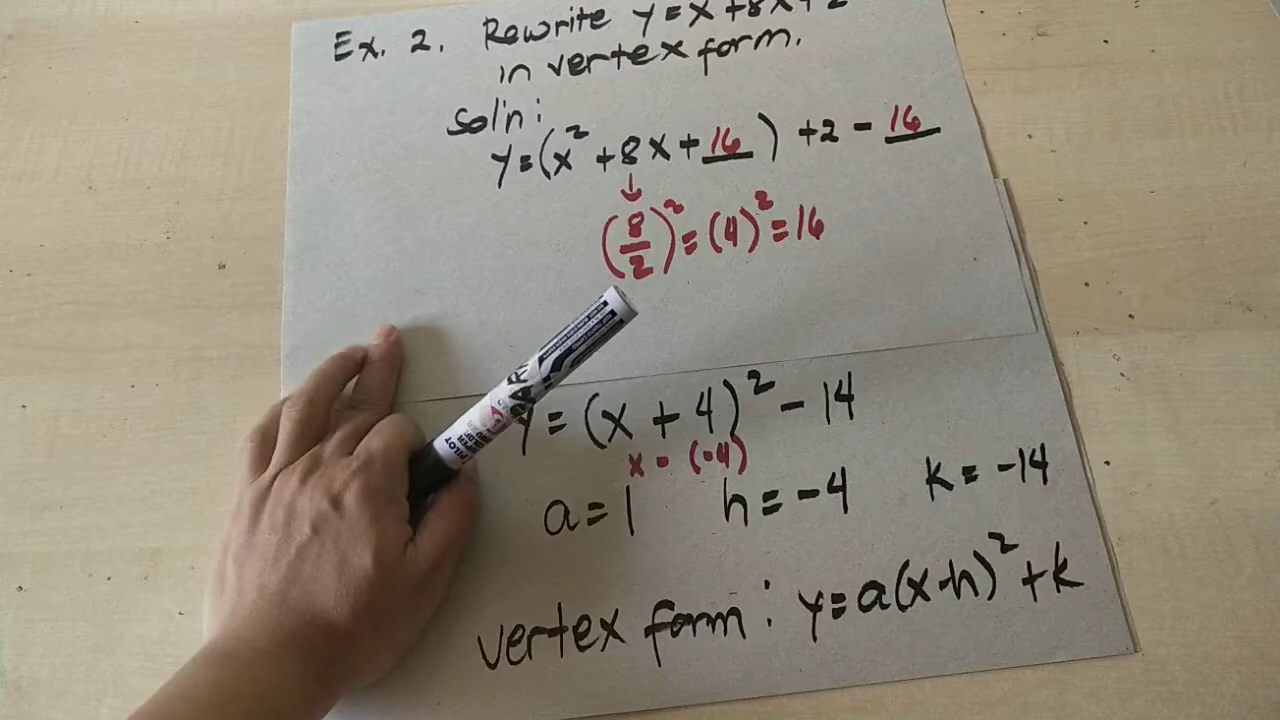 Ex. 2. Rewrite y=x+8x+2
in vertex form.
Sol'n:
y=(x²+8x+16)+2-16
(8/2)²=(4)²=16
y=(x+4)²-14
x-(-4)
a=1 h=-4 k=-14
vertex form: y=a(x-h)²+k
PILOT